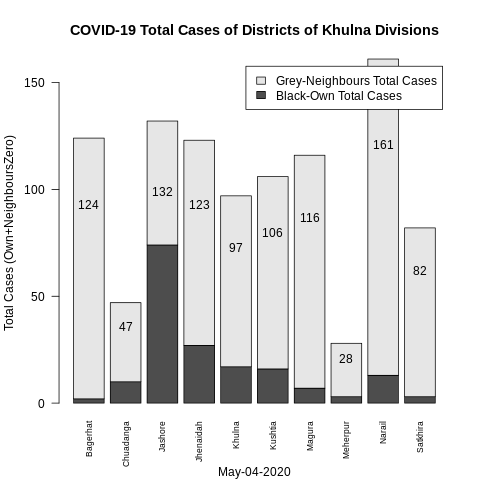 COVID-19 Total Cases of Districts of Khulna Divisions
Total Cases (Own+NeighboursZero)
150
100
50
0
Grey-Neighbours Total Cases
Black-Own Total Cases
124
47
132
123
97
106
116
28
161
82
Bagerhat
Chuadanga
Jashore
Jhenaidah
Khulna
Kushtia
Magura
Meherpur
Narail
Satkhira
May-04-2020